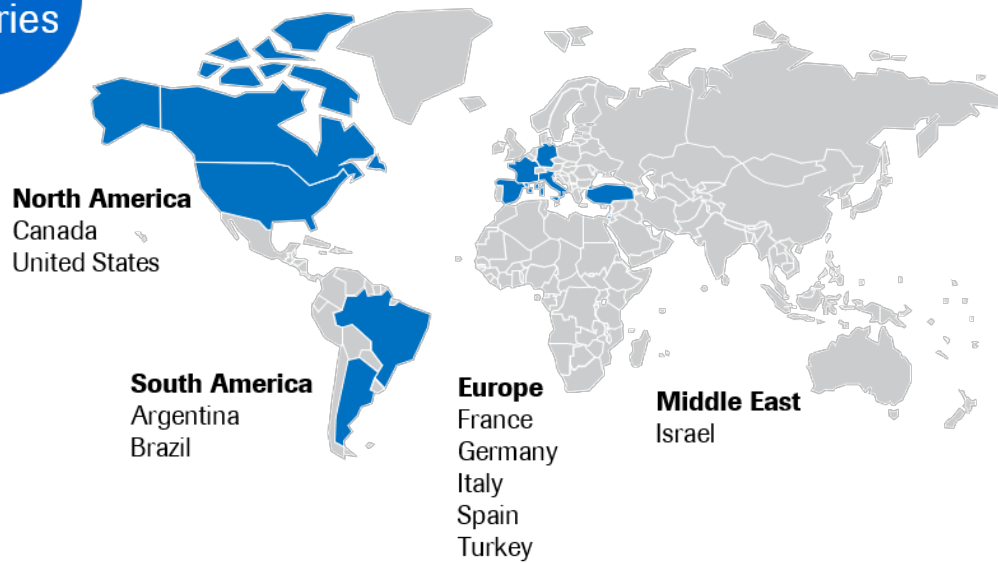 ries
North America
Canada
United States
South America
Argentina
Brazil
Europe
France
Germany
Italy
Spain
Turkey
Middle East
Israel